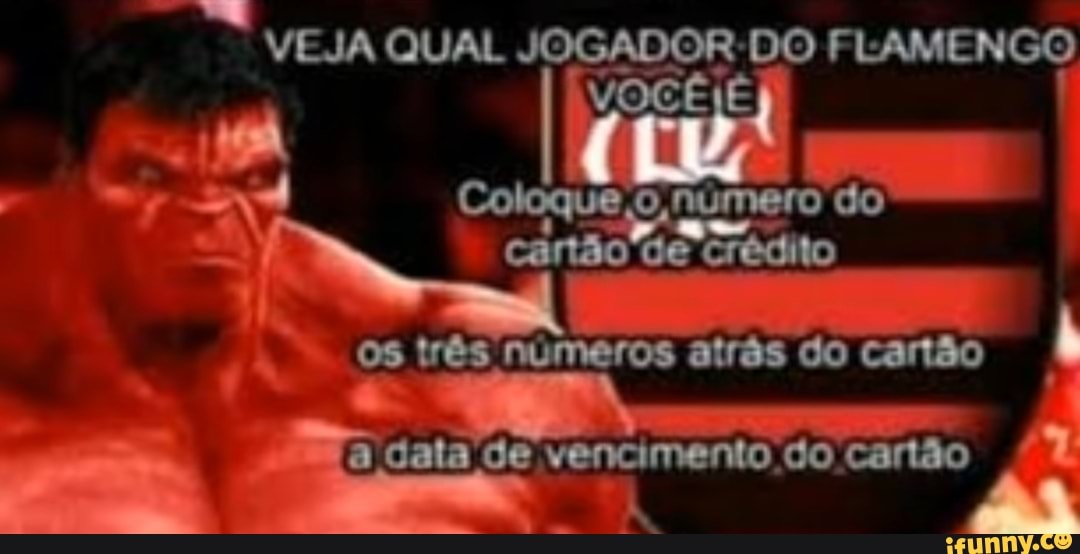 VEJA QUAL JOGADOR DO FLAMENGO
VOCÊ É
Coloque o número do
cartão de crédito
os três números atrás do cartão
a data de vencimento do cartão
ifunny.co